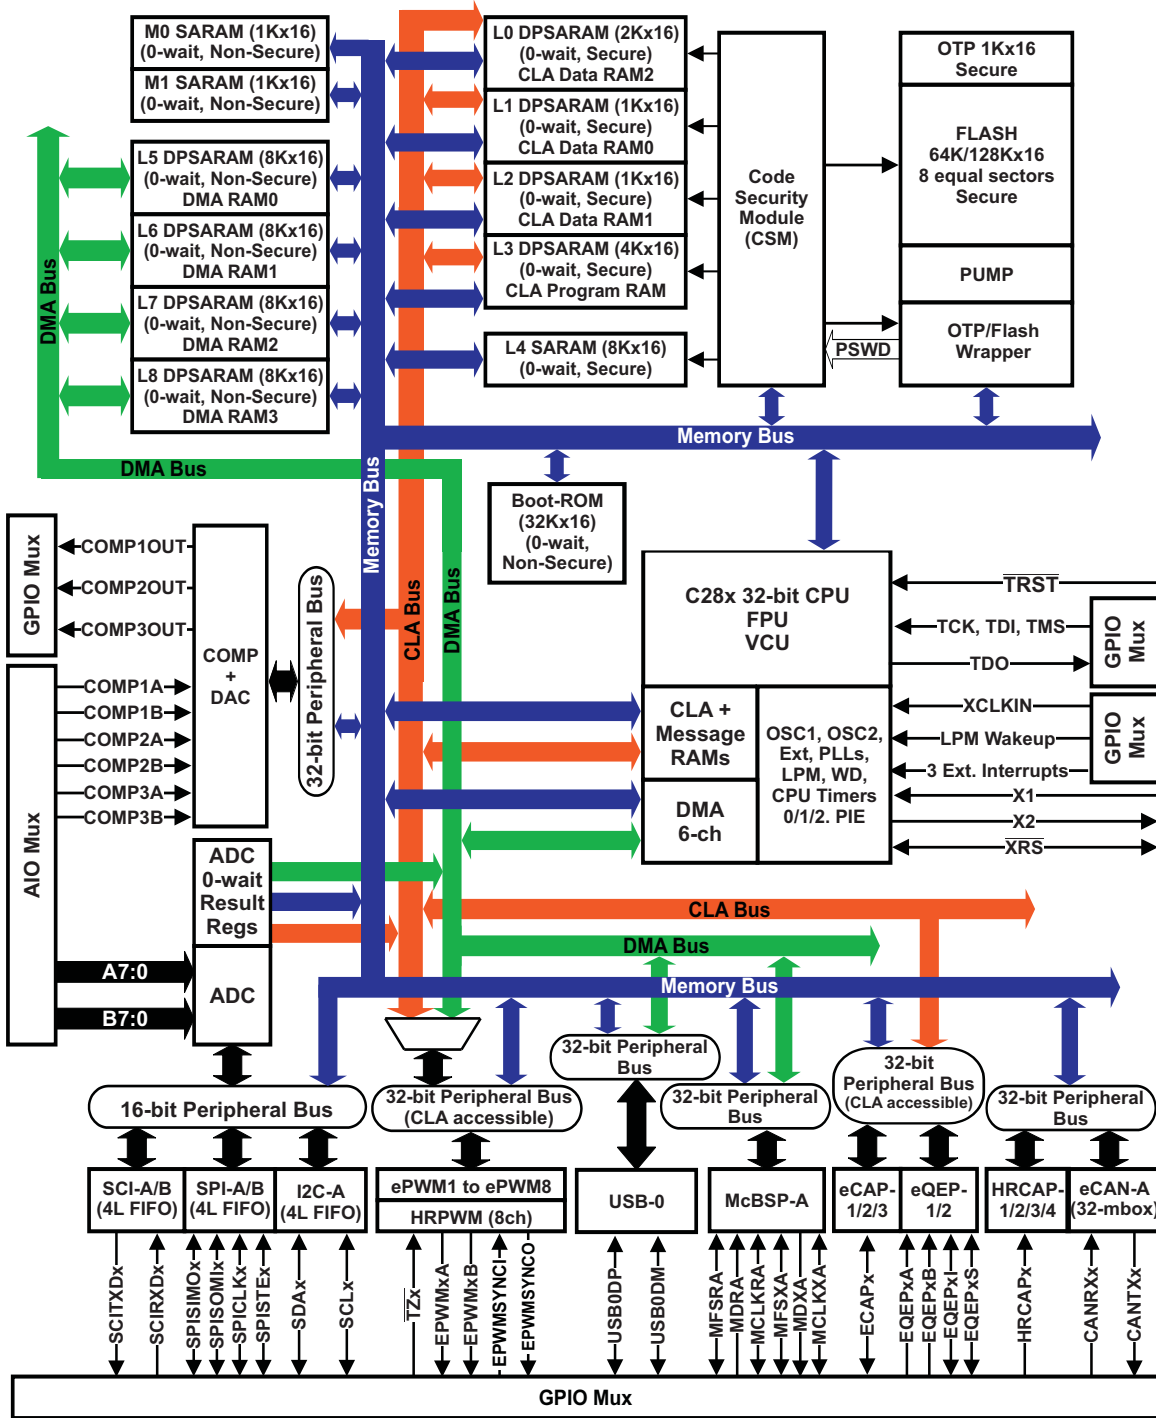 M0 SARAM (1Kx16)
(0-wait, Non-Secure)
M1 SARAM (1Kx16)
(0-wait, Non-Secure)
L5 DPSARAM (8Kx16)
(0-wait, Non-Secure)
DMA RAM0
L6 DPSARAM (8Kx16)
(0-wait, Non-Secure)
DMA RAM1
L7 DPSARAM (8Kx16)
(0-wait, Non-Secure)
DMA RAM2
L8 DPSARAM (8Kx16)
(0-wait, Non-Secure)
DMA RAM3
L0 DPSARAM (2Kx16)
(0-wait, Secure)
CLA Data RAM2
L1 DPSARAM (1Kx16)
(0-wait, Secure)
CLA Data RAM0
L2 DPSARAM (1Kx16)
(0-wait, Secure)
CLA Data RAM1
L3 DPSARAM (4Kx16)
(0-wait, Secure)
CLA Program RAM
L4 SARAM (8Kx16)
(0-wait, Secure)
Code
Security
Module
(CSM)
OTP 1Kx16
Secure
FLASH
64K/128Kx16
8 equal sectors
Secure
PUMP
OTP/Flash
Wrapper
PSWD
DMA Bus
Memory Bus
DMA Bus
Memory Bus
CLA Bus
DMA Bus
Boot-ROM
(32Kx16)
(0-wait,
Non-Secure)
GPIO Mux
COMP1OUT
COMP2OUT
COMP3OUT
COMP
+
DAC
32-bit Peripheral Bus
AIO Mux
COMP1A
COMP1B
COMP2A
COMP2B
COMP3A
COMP3B
ADC
0-wait
Result
Regs
ADC
A7:0
B7:0
C28x 32-bit CPU
FPU
VCU
CLA +
Message
RAMs
DMA
6-ch
OSC1, OSC2,
Ext, PLLs,
LPM, WD,
CPU Timers
0/1/2. PIE
TRST
TCK, TDI, TMS
TDO
GPIO
Mux
XCLKIN
LPM Wakeup
3 Ext. Interrupts
GPIO
Mux
X1
X2
XRS
CLA Bus
DMA Bus
Memory Bus
16-bit Peripheral Bus
32-bit Peripheral Bus
(CLA accessible)
32-bit Peripheral
Bus
32-bit Peripheral
Bus
32-bit
Peripheral Bus
(CLA accessible)
32-bit Peripheral
Bus
SCI-A/B
(4L FIFO)
SPI-A/B
(4L FIFO)
I2C-A
(4L FIFO)
ePWM1 to ePWM8
HRPWM (8ch)
USB-0
McBSP-A
eCAP-
1/2/3
eQEP-
1/2
HRCAP-
1/2/3/4
eCAN-A
(32-mbox)
SCITXDx
SCIRXDx
SPISIMOx
SPISOMIx
SPICLKx
SPISTEx
SDAx
SCLx
TZx
EPWMxA
EPWMxB
EPWMSYNCI
EPWMSYNCO
USB0DP
USB0DM
MFSRA
MDRA
MCLKRA
MFSXA
MDXA
MCLKXA
ECAPx
EQEPxA
EQEPxB
EQEPxI
EQEPxS
HRCAPx
CANRXx
CANTXx
GPIO Mux